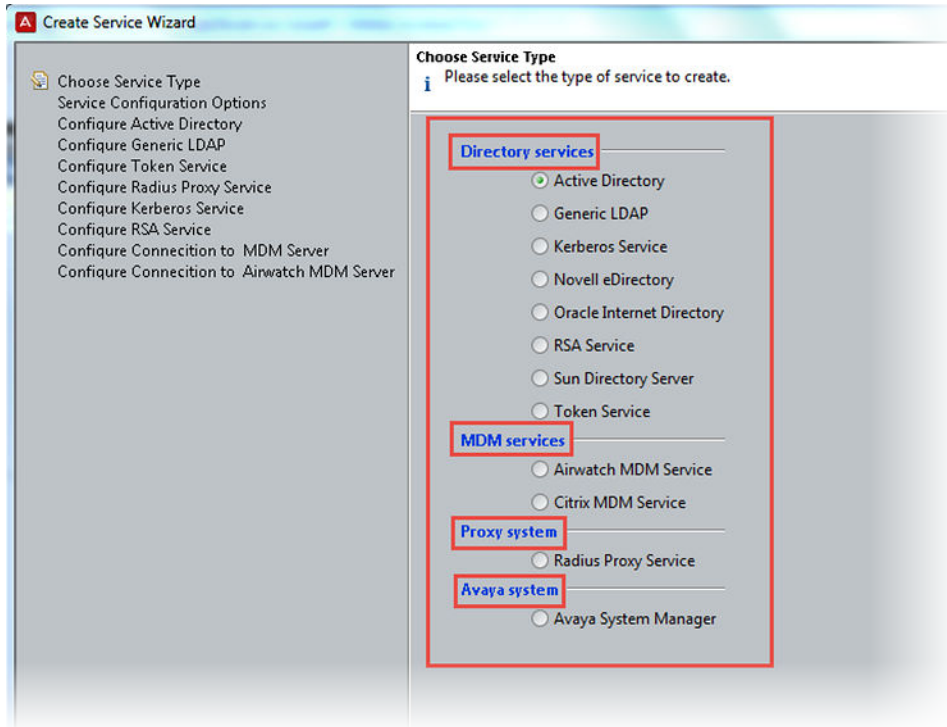 A Create Service Wizard
Choose Service Type
Service Configuration Options
Configure Active Directory
Configure Generic LDAP
Configure Token Service
Configure Radius Proxy Service
Configure Kerberos Service
Configure RSA Service
Configure Connecition to MDM Server
Configure Connecition to Airwatch MDM Server
Choose Service Type
i Please select the type of service to create.
Directory services
Active Directory
Generic LDAP
Kerberos Service
Novell eDirectory
Oracle Internet Directory
RSA Service
Sun Directory Server
Token Service
MDM services
Airwatch MDM Service
Citrix MDM Service
Proxy system
Radius Proxy Service
Avaya system
Avaya System Manager